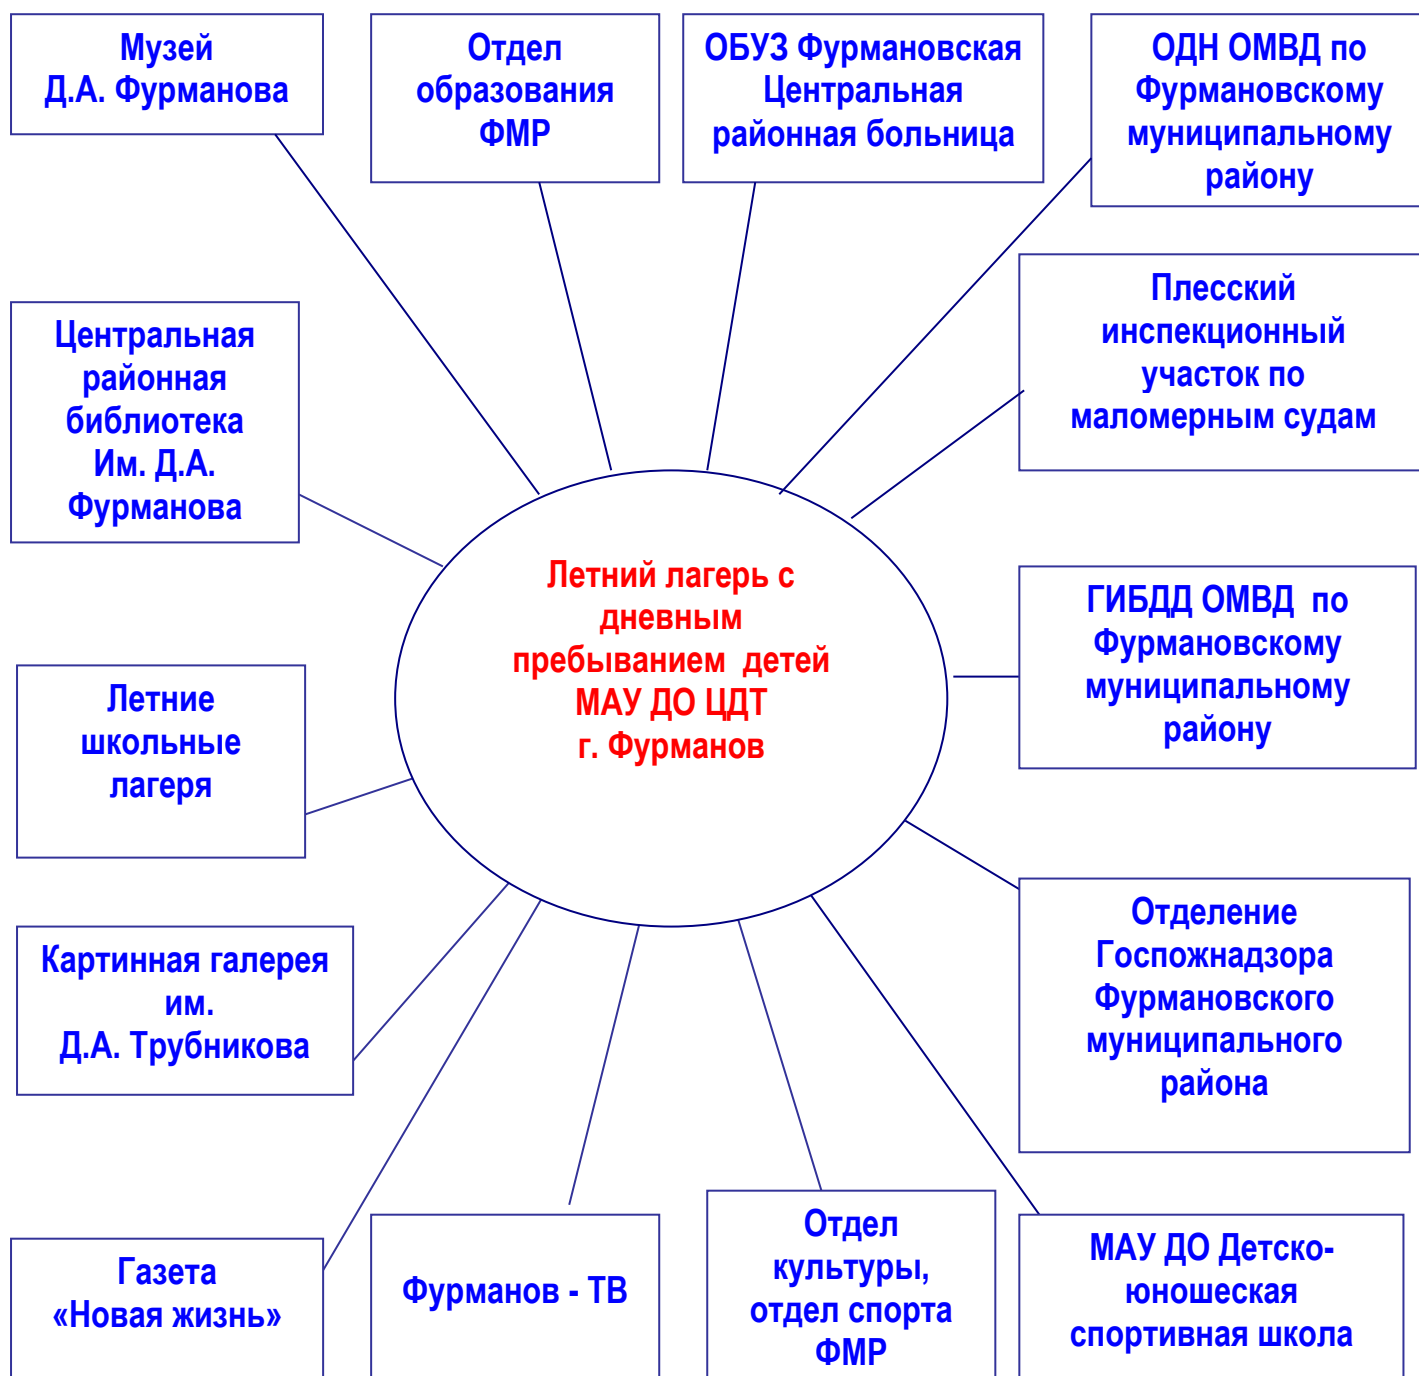 Музей
Д.А. Фурманова
Отдел
образования
ФМР
ОБУЗ Фурмановская
Центральная
районная больница
ОДН ОМВД по
Фурмановскому
муниципальному
району
Центральная
районная
библиотека
Им. Д.А.
Фурманова
Плесский
инспекционный
участок по
маломерным судам
Летний лагерь с
дневным
пребыванием детей
МАУ ДО ЦДТ
г. Фурманов
ГИБДД ОМВД по
Фурмановскому
муниципальному
району
Летние
школьные
лагеря
Картинная галерея
им.
Д.А. Трубникова
Отделение
Госпожнадзора
Фурмановского
муниципального
района
Газета
«Новая жизнь»
Фурманов - ТВ
Отдел
культуры,
отдел спорта
ФМР
МАУ ДО Детско-
юношеская
спортивная школа